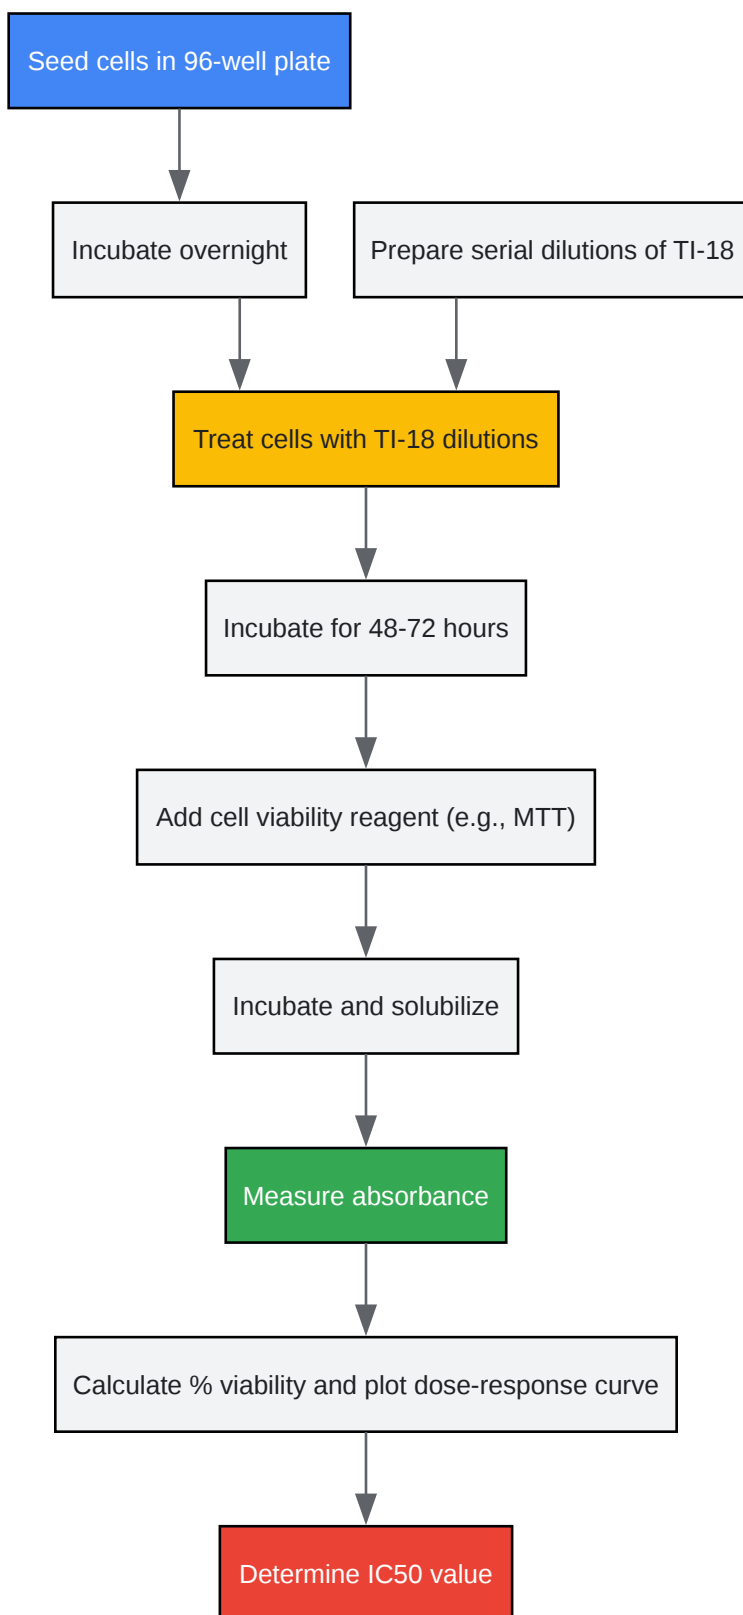 Seed cells in 96-well plate
Incubate overnight
Prepare serial dilutions of TI-18
Treat cells with TI-18 dilutions
Incubate for 48-72 hours
Add cell viability reagent (e.g., MTT)
Incubate and solubilize
Measure absorbance
Calculate % viability and plot dose-response curve
Determine IC50 value